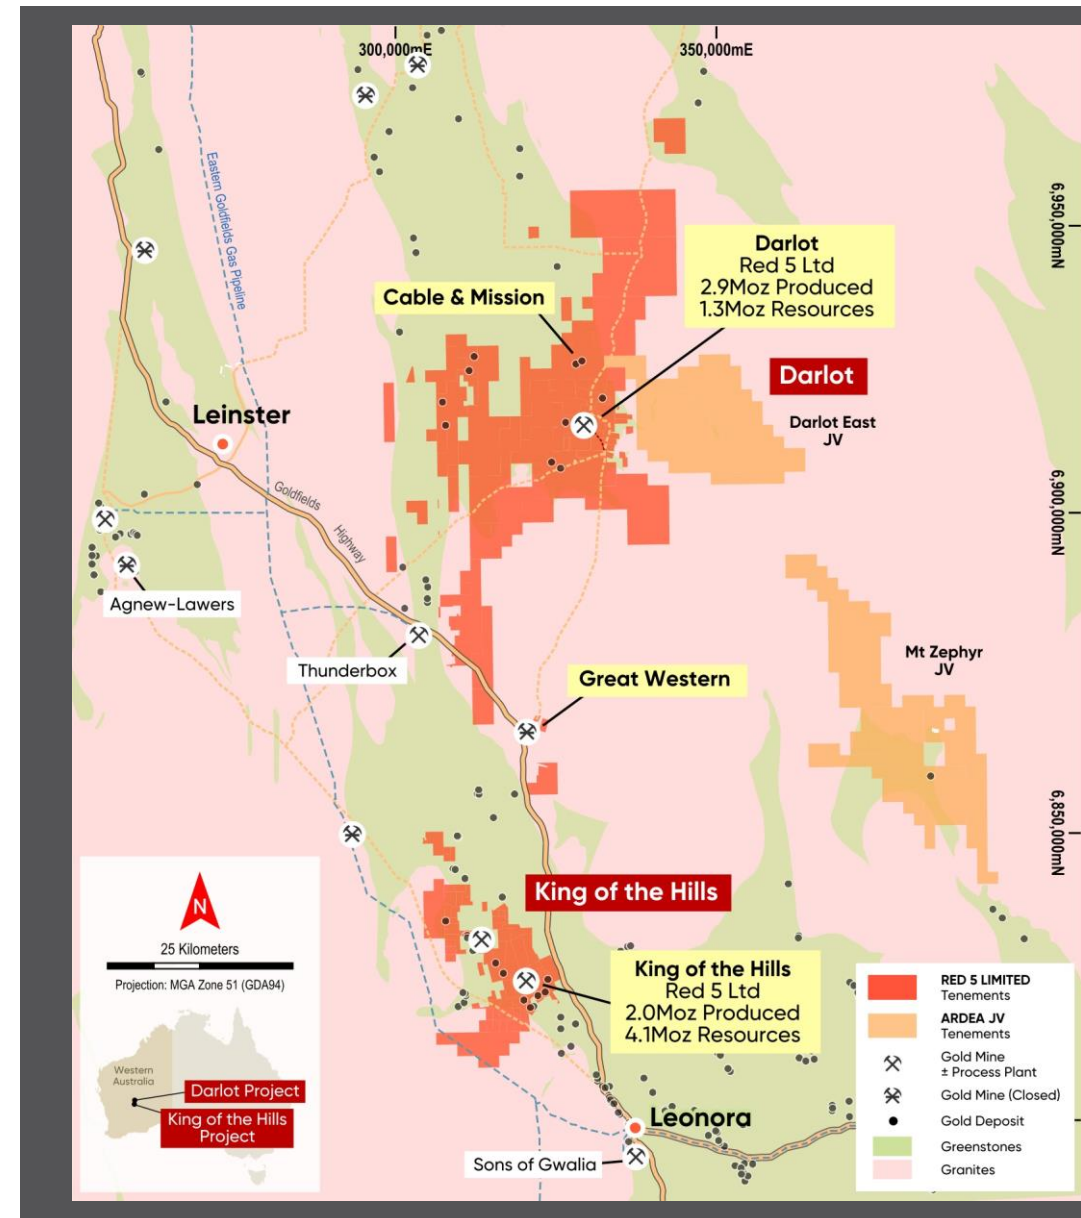 300,000mE
350,000mE
6,950,000mN
Eastern Goldfields Gas Pipeline
Darlot
Red 5 Ltd
2.9Moz Produced
1.3Moz Resources
Cable & Mission
Darlot
Leinster
Darlot East
JV
Goldfields
Highway
6,900,000mN
Agnew-Lawers
Thunderbox
Mt Zephyr
JV
Great Western
6,850,000mN
King of the Hills
N
25 Kilometers
Projection: MGA Zone 51 (GDA94)
King of the Hills
Red 5 Ltd
2.0Moz Produced
4.1Moz Resources
Western
Australia
Darlot Project
King of the Hills
Project
Leonora
Sons of Gwalia
RED 5 LIMITED
Tenements
ARDEA JV
Tenements
Gold Mine
± Process Plant
Gold Mine (Closed)
Gold Deposit
Greenstones
Granites